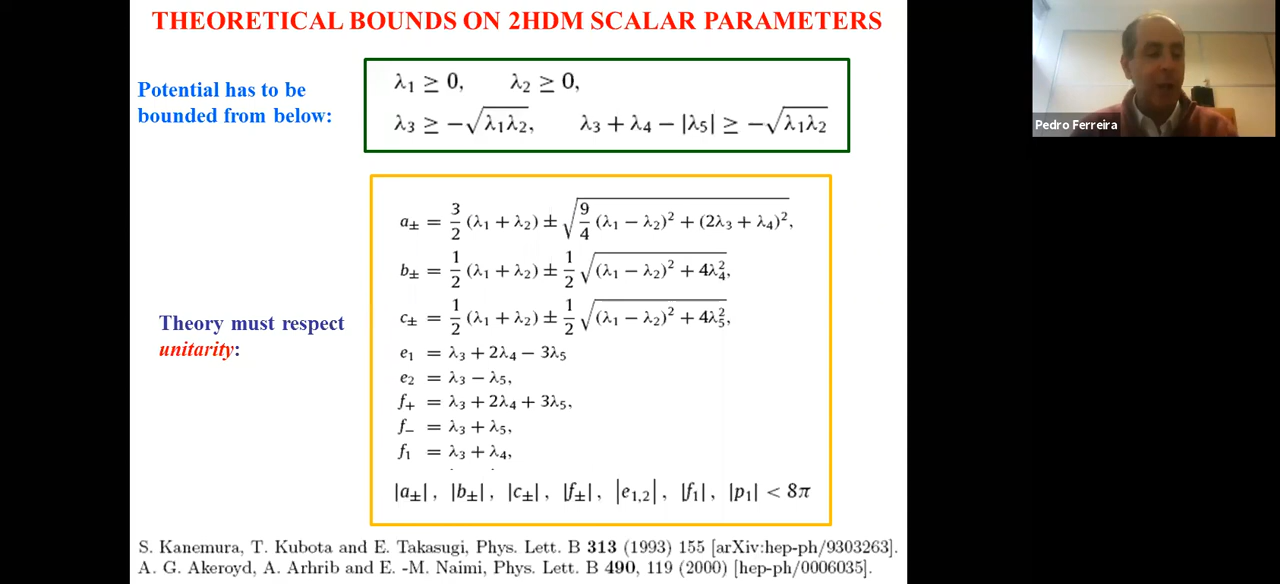 THEORETICAL BOUNDS ON 2HDM SCALAR PARAMETERS
Potential has to be
bounded from below:
λ₁ ≥ 0, λ₂ ≥ 0,
λ₃ ≥ −√(λ₁λ₂), λ₃ + λ₄ − |λ₅| ≥ −√(λ₁λ₂)
Theory must respect
unitarity:
a± = 3/2 (λ₁ + λ₂) ± √(9/4 (λ₁ − λ₂)² + (2λ₃ + λ₄)²),
b± = 1/2 (λ₁ + λ₂) ± 1/2 √((λ₁ − λ₂)² + 4λ₄²),
c± = 1/2 (λ₁ + λ₂) ± 1/2 √((λ₁ − λ₂)² + 4λ₅²),
e₁ = λ₃ + 2λ₄ − 3λ₅
e₂ = λ₃ − λ₅,
f₊ = λ₃ + 2λ₄ + 3λ₅,
f₋ = λ₃ + λ₅,
f₁ = λ₃ + λ₄,
|a±|, |b±|, |c±|, |f±|, |e₁,₂|, |f₁|, |p₁| < 8π
S. Kanemura, T. Kubota and E. Takasugi, Phys. Lett. B 313 (1993) 155 [arXiv:hep-ph/9303263].
A. G. Akeroyd, A. Arhrib and E. -M. Naimi, Phys. Lett. B 490, 119 (2000) [hep-ph/0006035].
Pedro Ferreira